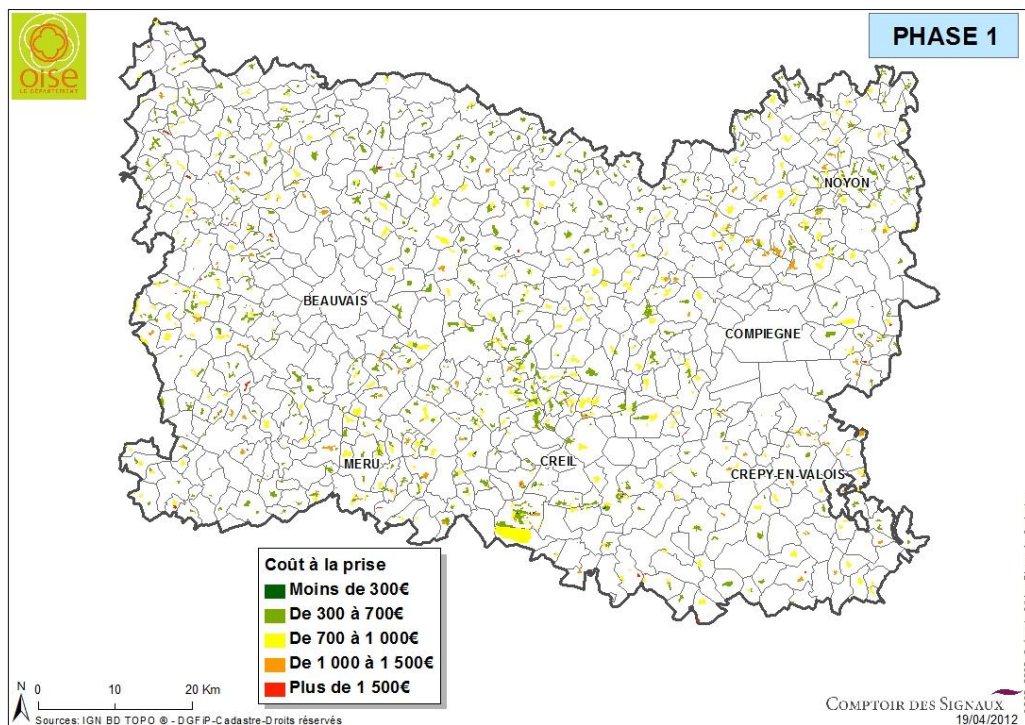 oise
LE DÉPARTEMENT
PHASE 1
NOYON
BEAUVAIS
COMPIEGNE
MERU
CREIL
CREPY-EN-VALOIS
Coût à la prise
Moins de 300€
De 300 à 700€
De 700 à 1 000€
De 1 000 à 1 500€
Plus de 1 500€
N 0 10 20 Km
Sources: IGN BD TOPO ® - DGFiP-Cadastre-Droits réservés
COMPTOIR DES SIGNAUX
19/04/2012